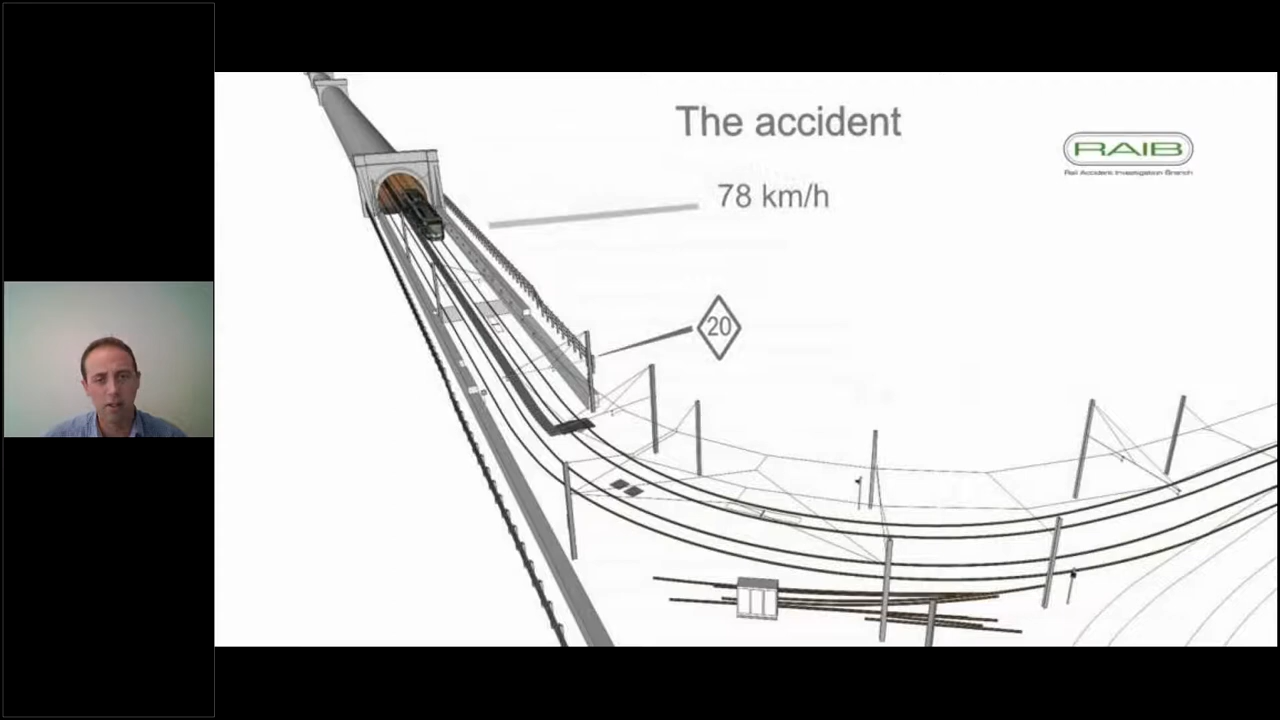 The accident
RAIB
Rail Accident Investigation Branch
78 km/h
20